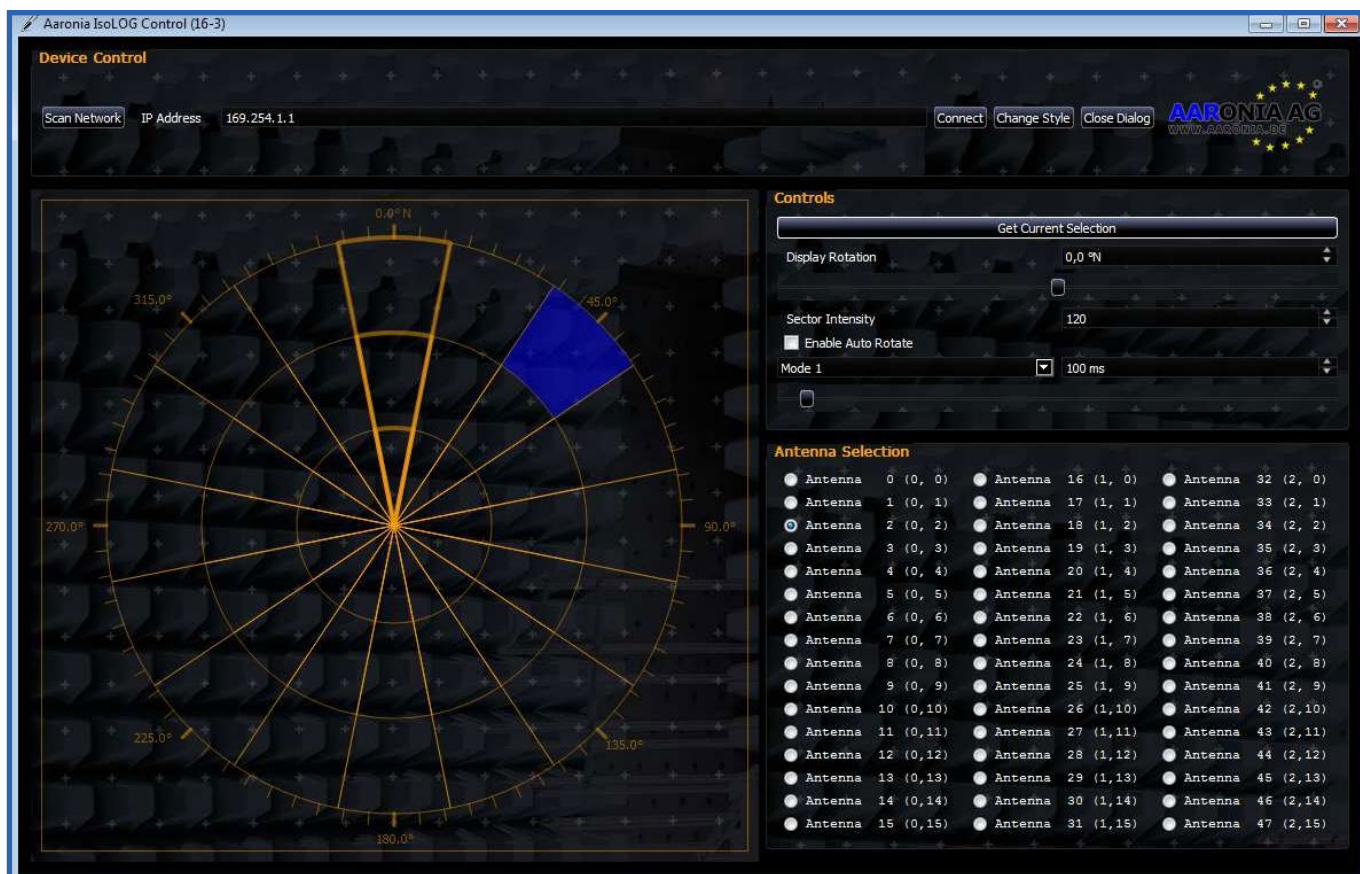 Aaronia IsoLOG Control (16-3)
Device Control
Scan Network IP Address 169.254.1.1 Connect Change Style Close Dialog
AARONIA AG
WWW.AARONIA.DE
0.0° N
315.0°
45.0°
270.0°
90.0°
225.0°
135.0°
180.0°
Controls
Get Current Selection
Display Rotation 0,0 °N
Sector Intensity 120
Enable Auto Rotate
Mode 1 100 ms
Antenna Selection
Antenna 0 (0, 0) Antenna 16 (1, 0) Antenna 32 (2, 0)
Antenna 1 (0, 1) Antenna 17 (1, 1) Antenna 33 (2, 1)
Antenna 2 (0, 2) Antenna 18 (1, 2) Antenna 34 (2, 2)
Antenna 3 (0, 3) Antenna 19 (1, 3) Antenna 35 (2, 3)
Antenna 4 (0, 4) Antenna 20 (1, 4) Antenna 36 (2, 4)
Antenna 5 (0, 5) Antenna 21 (1, 5) Antenna 37 (2, 5)
Antenna 6 (0, 6) Antenna 22 (1, 6) Antenna 38 (2, 6)
Antenna 7 (0, 7) Antenna 23 (1, 7) Antenna 39 (2, 7)
Antenna 8 (0, 8) Antenna 24 (1, 8) Antenna 40 (2, 8)
Antenna 9 (0, 9) Antenna 25 (1, 9) Antenna 41 (2, 9)
Antenna 10 (0,10) Antenna 26 (1,10) Antenna 42 (2,10)
Antenna 11 (0,11) Antenna 27 (1,11) Antenna 43 (2,11)
Antenna 12 (0,12) Antenna 28 (1,12) Antenna 44 (2,12)
Antenna 13 (0,13) Antenna 29 (1,13) Antenna 45 (2,13)
Antenna 14 (0,14) Antenna 30 (1,14) Antenna 46 (2,14)
Antenna 15 (0,15) Antenna 31 (1,15) Antenna 47 (2,15)